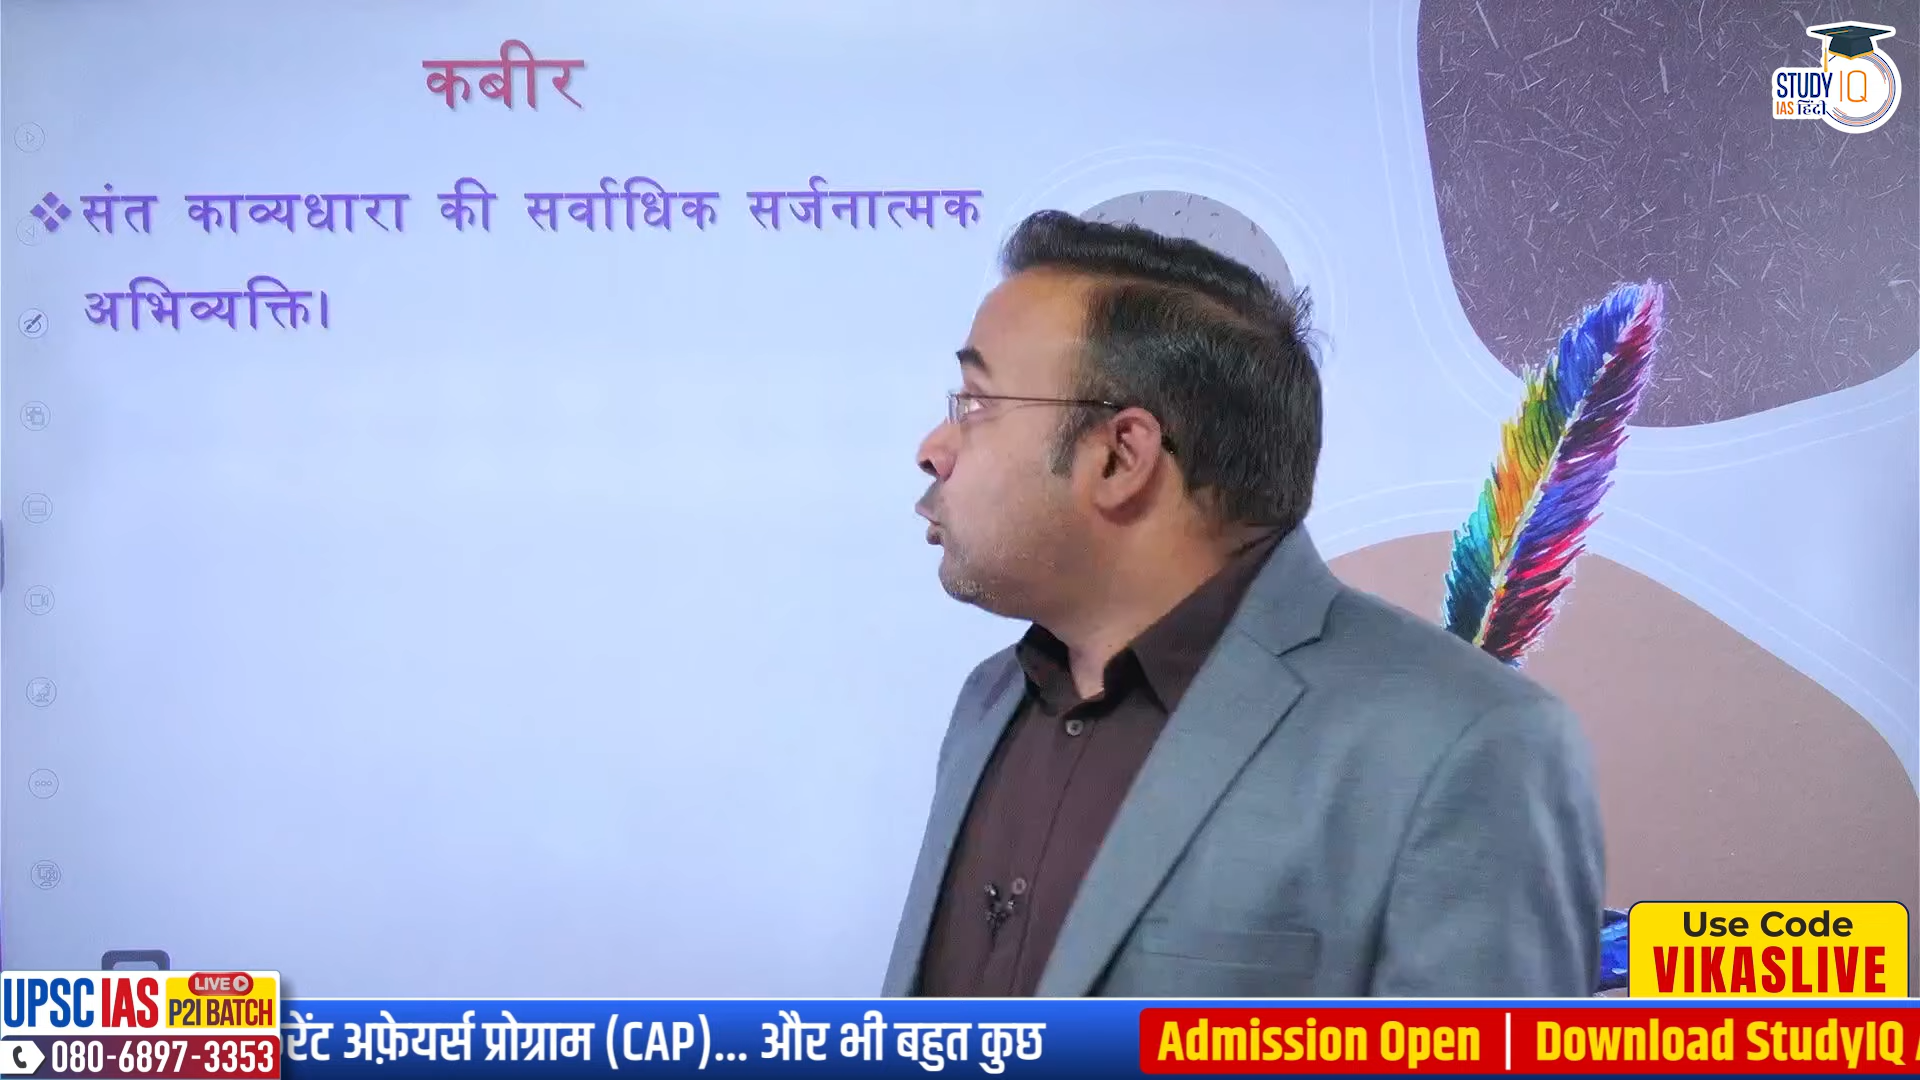 कबीर
STUDY IQ
IAS हिंदी
❖ संत काव्यधारा की सर्वाधिक सर्जनात्मक
अभिव्यक्ति।
Use Code
VIKASLIVE
UPSC IAS
LIVE
P2I BATCH
080-6897-3353
रेंट अफ़ेयर्स प्रोग्राम (CAP)... और भी बहुत कुछ
Admission Open | Download StudyIQ